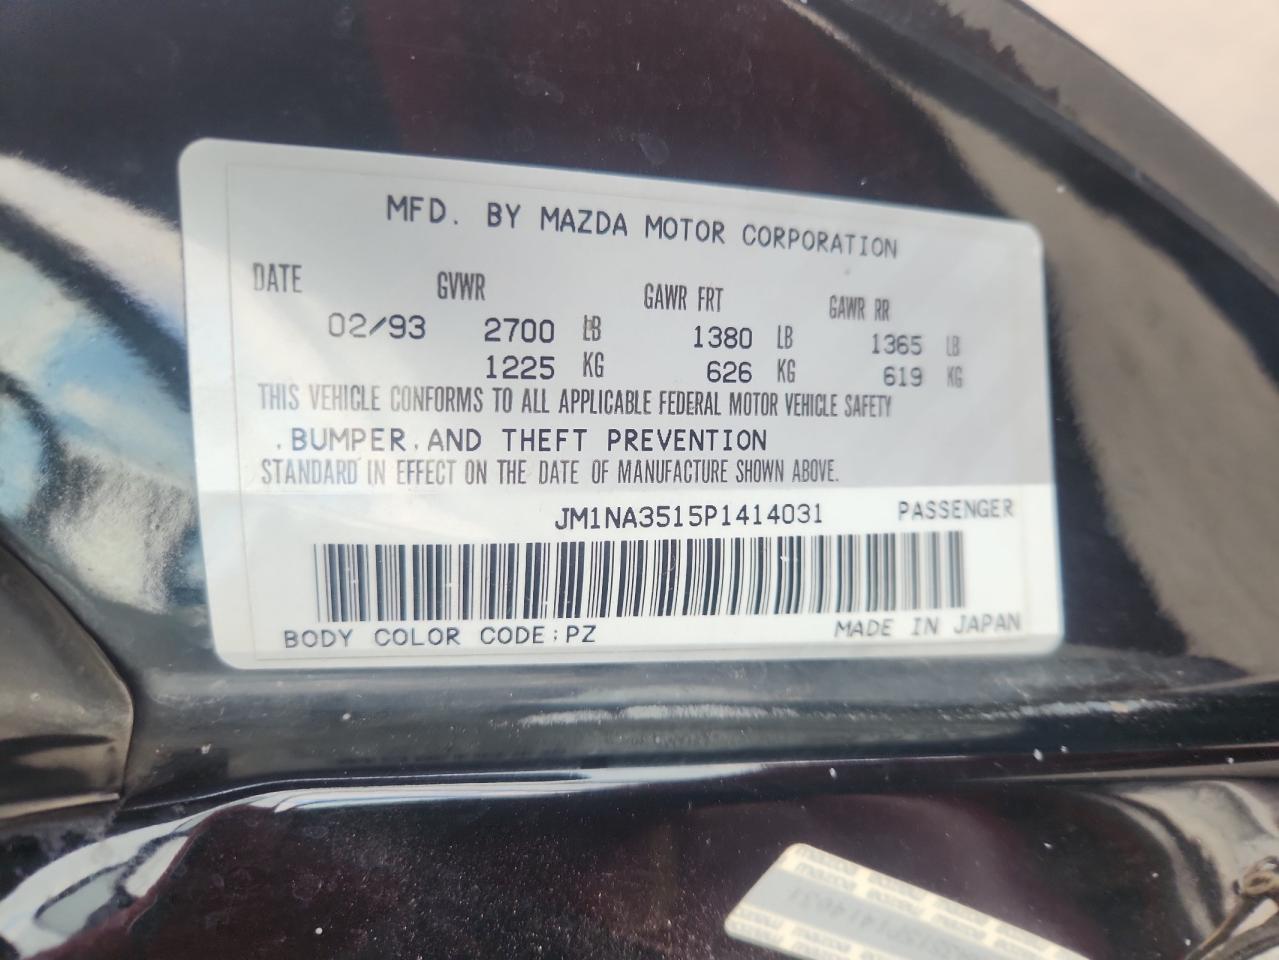 MFD. BY MAZDA MOTOR CORPORATION
DATE GVWR GAWR FRT GAWR RR
02/93 2700 LB 1380 LB 1365 LB
1225 KG 626 KG 619 KG
THIS VEHICLE CONFORMS TO ALL APPLICABLE FEDERAL MOTOR VEHICLE SAFETY
.BUMPER.AND THEFT PREVENTION
STANDARD IN EFFECT ON THE DATE OF MANUFACTURE SHOWN ABOVE.
JM1NA3515P1414031 PASSENGER
BODY COLOR CODE:PZ MADE IN JAPAN